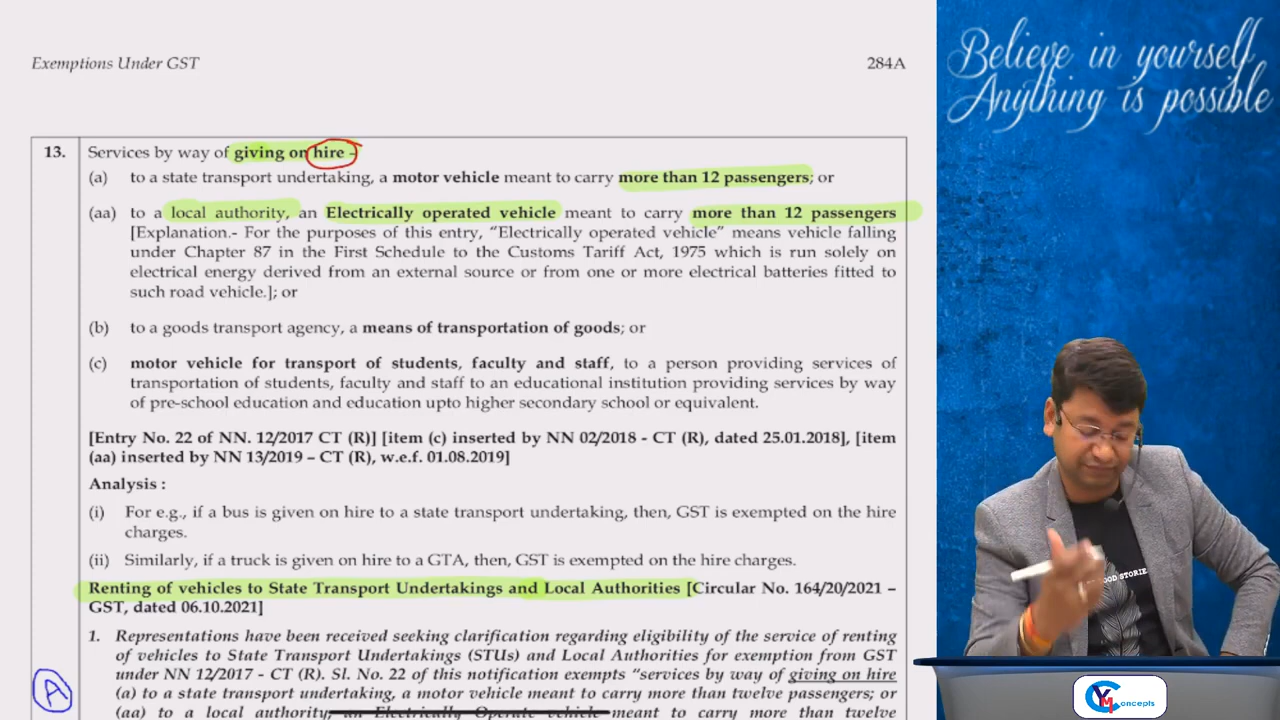 Exemptions Under GST
284A
13. Services by way of giving on hire –
(a) to a state transport undertaking, a motor vehicle meant to carry more than 12 passengers; or
(aa) to a local authority, an Electrically operated vehicle meant to carry more than 12 passengers
[Explanation.- For the purposes of this entry, “Electrically operated vehicle” means vehicle falling
under Chapter 87 in the First Schedule to the Customs Tariff Act, 1975 which is run solely on
electrical energy derived from an external source or from one or more electrical batteries fitted to
such road vehicle.]; or
(b) to a goods transport agency, a means of transportation of goods; or
(c) motor vehicle for transport of students, faculty and staff, to a person providing services of
transportation of students, faculty and staff to an educational institution providing services by way
of pre-school education and education upto higher secondary school or equivalent.
[Entry No. 22 of NN. 12/2017 CT (R)] [item (c) inserted by NN 02/2018 - CT (R), dated 25.01.2018], [item
(aa) inserted by NN 13/2019 – CT (R), w.e.f. 01.08.2019]
Analysis :
(i) For e.g., if a bus is given on hire to a state transport undertaking, then, GST is exempted on the hire
charges.
(ii) Similarly, if a truck is given on hire to a GTA, then, GST is exempted on the hire charges.
Renting of vehicles to State Transport Undertakings and Local Authorities [Circular No. 164/20/2021 –
GST, dated 06.10.2021]
1. Representations have been received seeking clarification regarding eligibility of the service of renting
of vehicles to State Transport Undertakings (STUs) and Local Authorities for exemption from GST
under NN 12/2017 - CT (R). Sl. No. 22 of this notification exempts “services by way of giving on hire
(a) to a state transport undertaking, a motor vehicle meant to carry more than twelve passengers; or
(aa) to a local authority, an Electrically Operate vehicle meant to carry more than twelve
A
Believe in yourself
Anything is possible
OOD STORIE
YM
Concepts